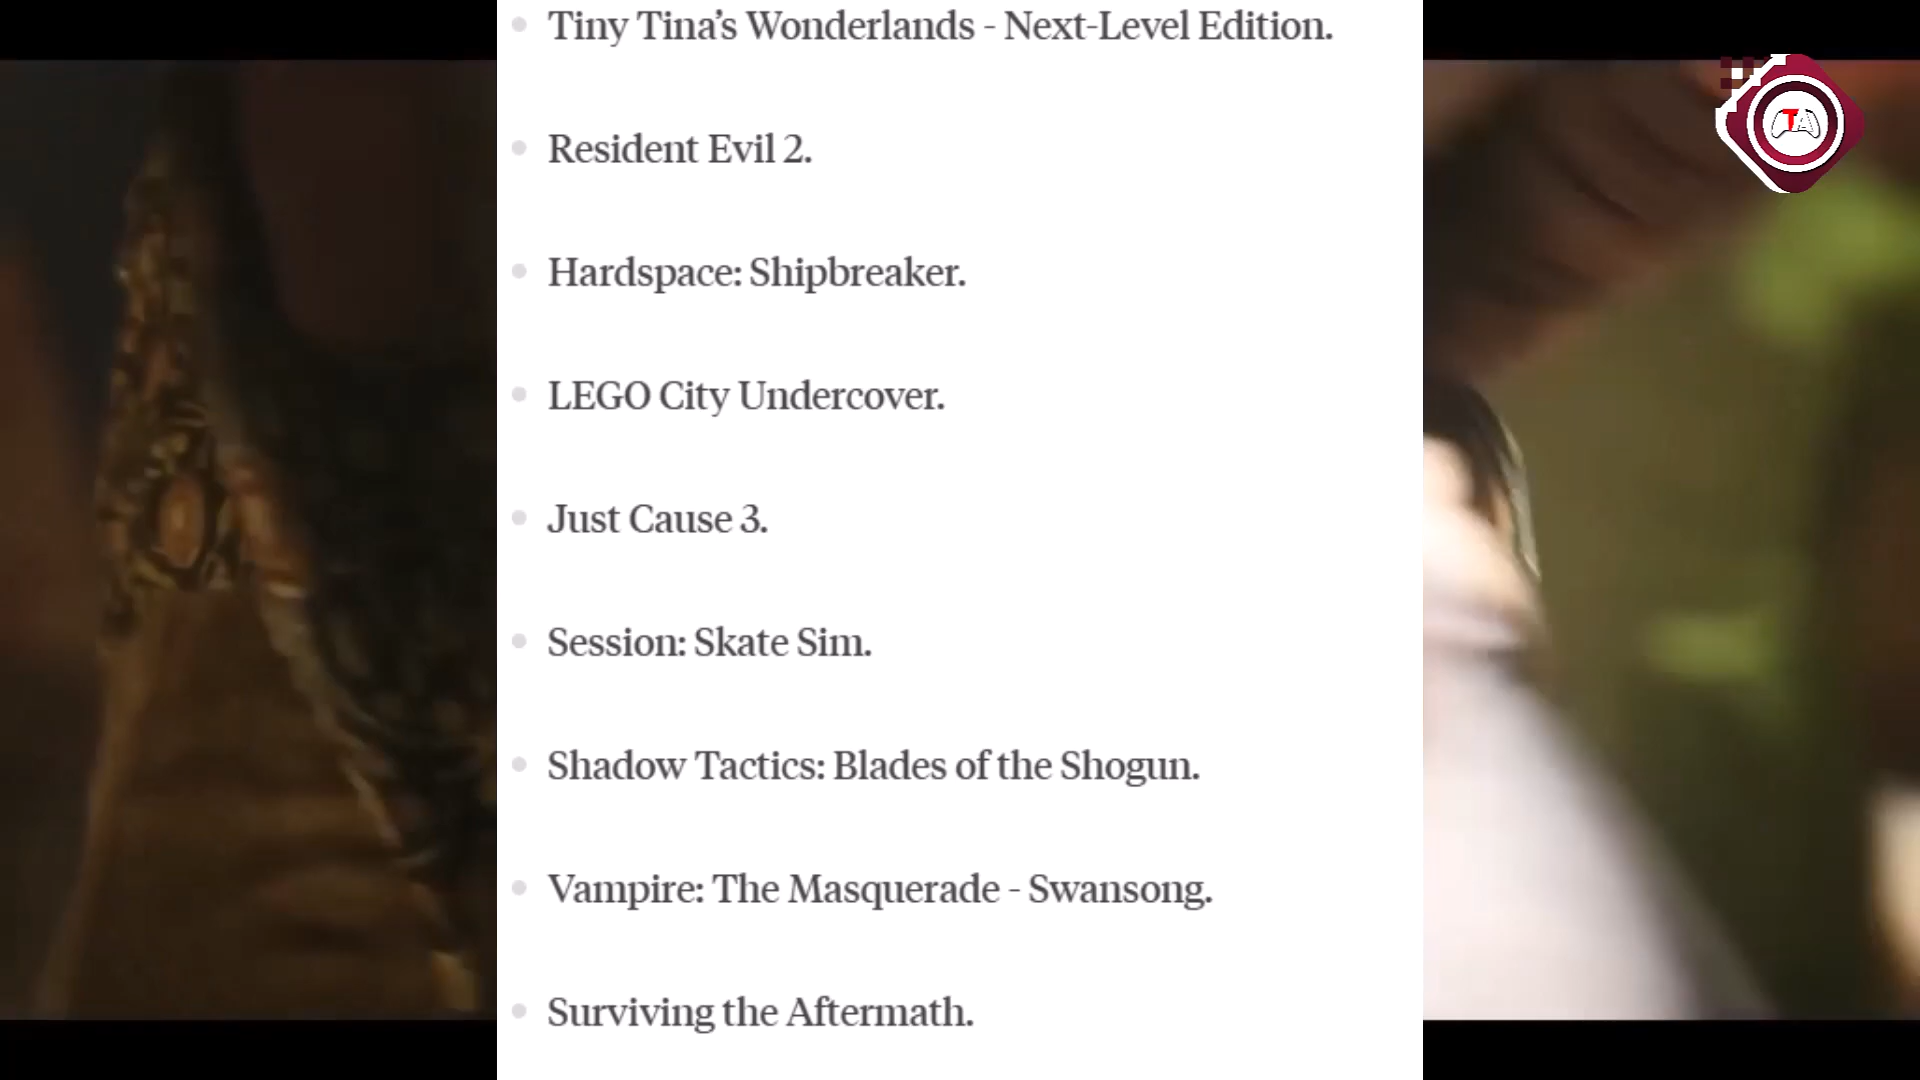 Tiny Tina’s Wonderlands - Next-Level Edition.
Resident Evil 2.
Hardspace: Shipbreaker.
LEGO City Undercover.
Just Cause 3.
Session: Skate Sim.
Shadow Tactics: Blades of the Shogun.
Vampire: The Masquerade - Swansong.
Surviving the Aftermath.
TA